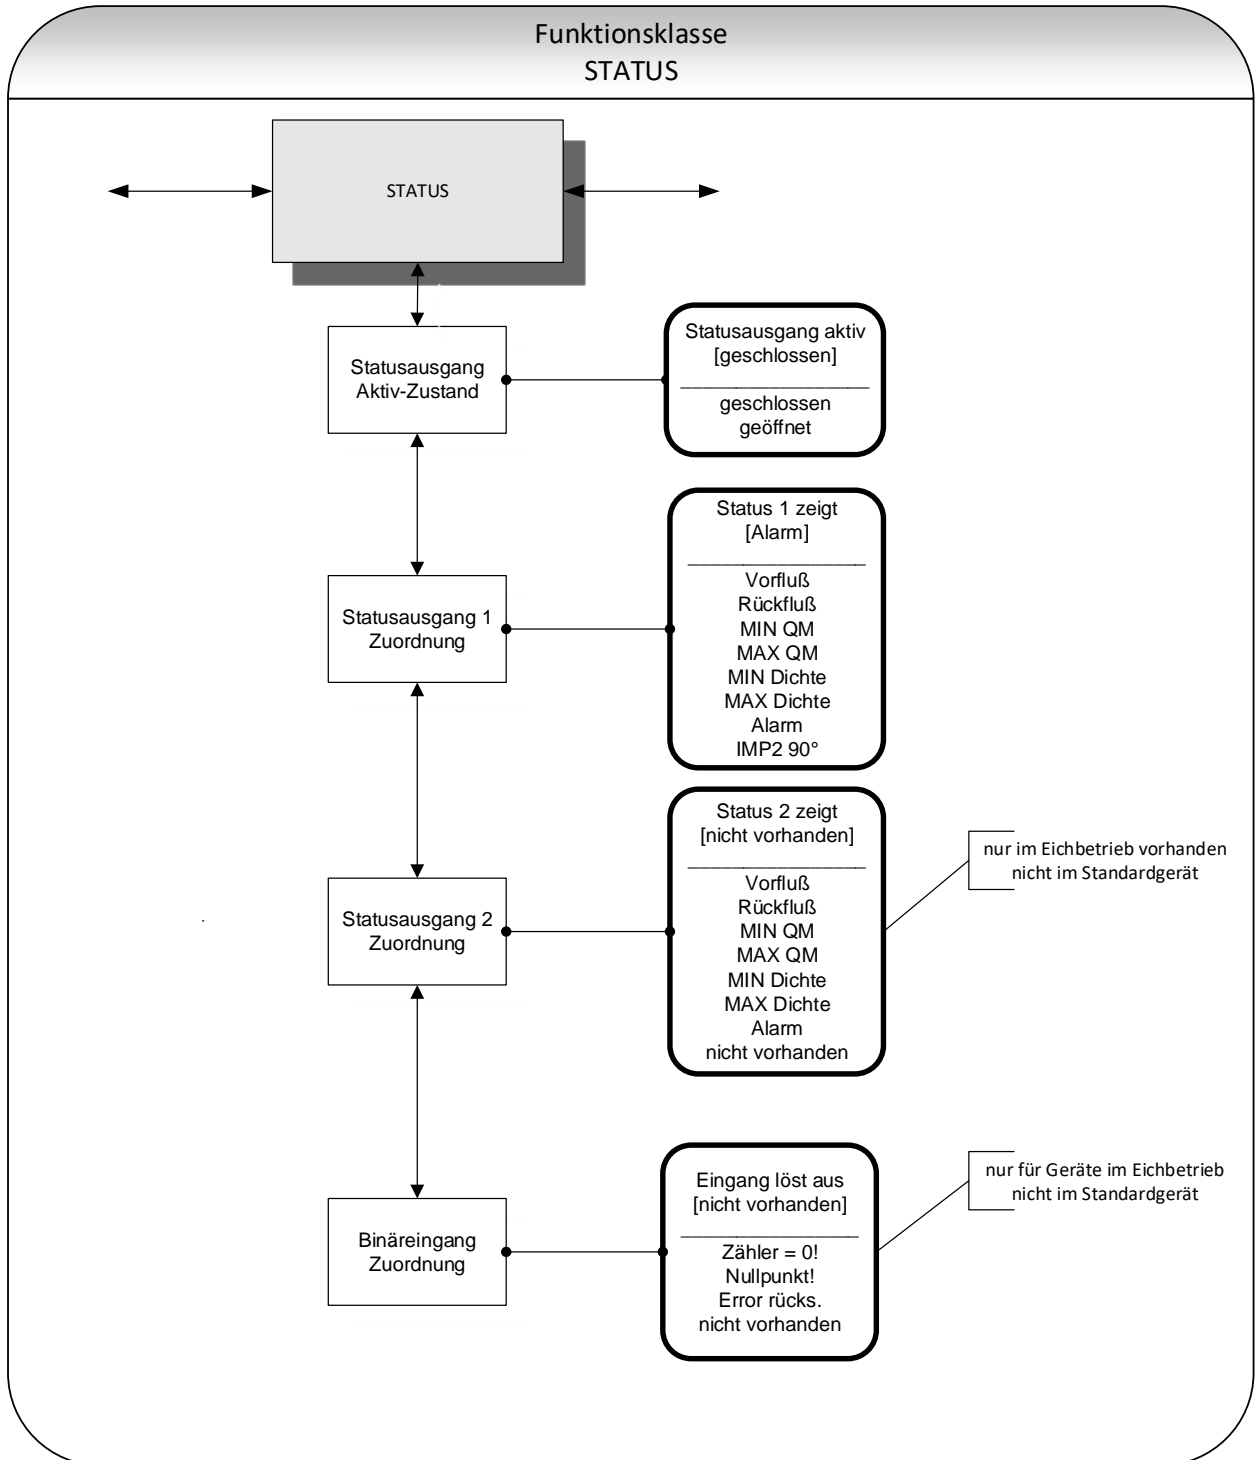 Funktionsklasse
STATUS
STATUS
Statusausgang
Aktiv-Zustand
Statusausgang aktiv
[geschlossen]
geschlossen
geöffnet
Statusausgang 1
Zuordnung
Status 1 zeigt
[Alarm]
Vorfluß
Rückfluß
MIN QM
MAX QM
MIN Dichte
MAX Dichte
Alarm
IMP2 90°
Statusausgang 2
Zuordnung
Status 2 zeigt
[nicht vorhanden]
Vorfluß
Rückfluß
MIN QM
MAX QM
MIN Dichte
MAX Dichte
Alarm
nicht vorhanden
nur im Eichbetrieb vorhanden
nicht im Standardgerät
Binäreingang
Zuordnung
Eingang löst aus
[nicht vorhanden]
Zähler = 0!
Nullpunkt!
Error rücks.
nicht vorhanden
nur für Geräte im Eichbetrieb
nicht im Standardgerät